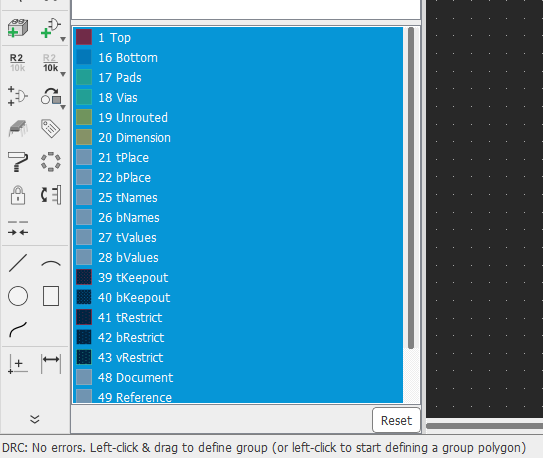 R2
10k
R2
10k
1 Top
16 Bottom
17 Pads
18 Vias
19 Unrouted
20 Dimension
21 tPlace
22 bPlace
25 tNames
26 bNames
27 tValues
28 bValues
39 tKeepout
40 bKeepout
41 tRestrict
42 bRestrict
43 vRestrict
48 Document
49 Reference
Reset
DRC: No errors. Left-click & drag to define group (or left-click to start defining a group polygon)